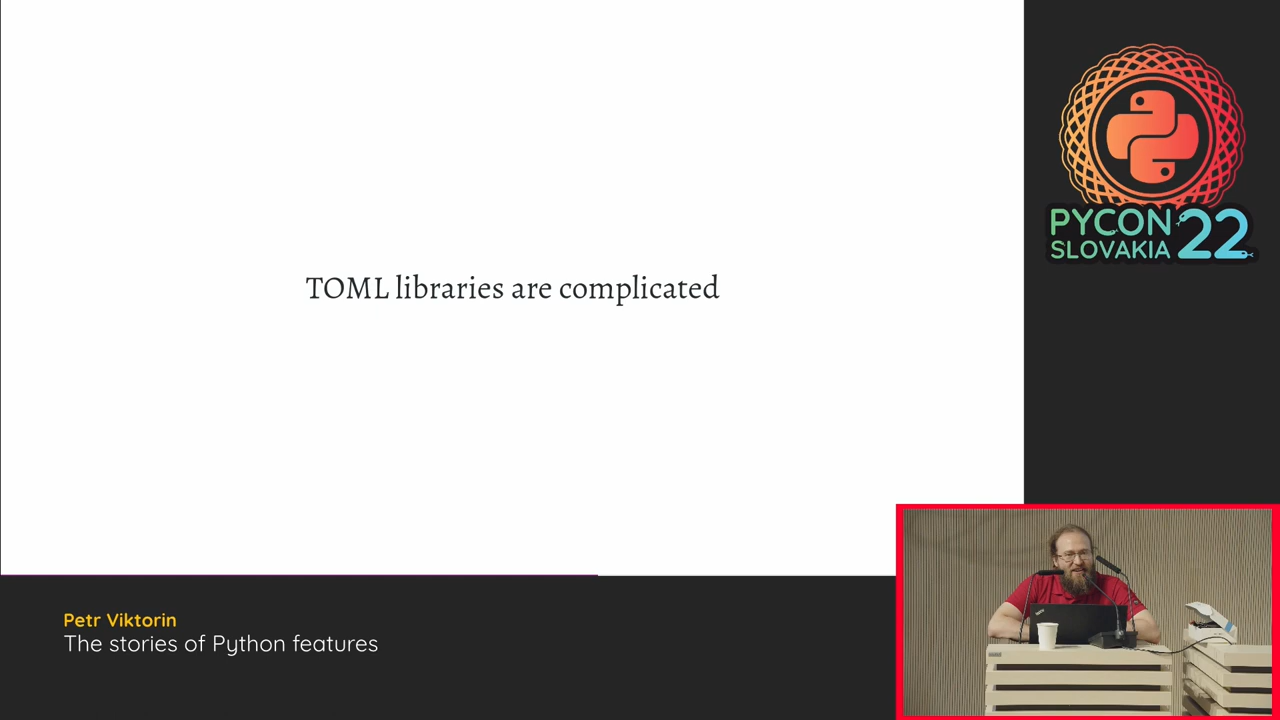 TOML libraries are complicated
PYCON
SLOVAKIA
22
Petr Viktorin
The stories of Python features